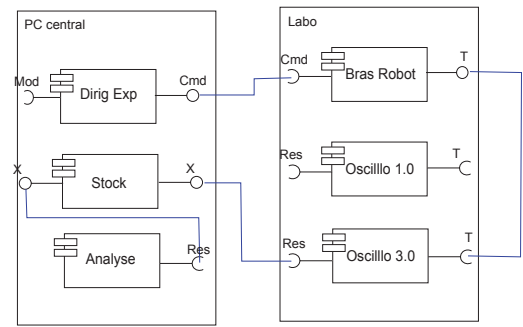 PC central
Mod
Dirig Exp
Cmd
X
Stock
X
Analyse
Res
Labo
Cmd
Bras Robot
T
Res
Oscilllo 1.0
T
Res
Oscilllo 3.0
T